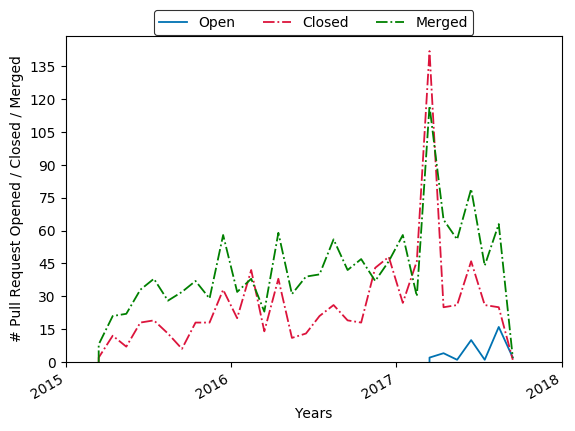 Open Closed Merged
# Pull Request Opened / Closed / Merged
135
120
105
90
75
60
45
30
15
0
2015 2016 2017 2018
Years